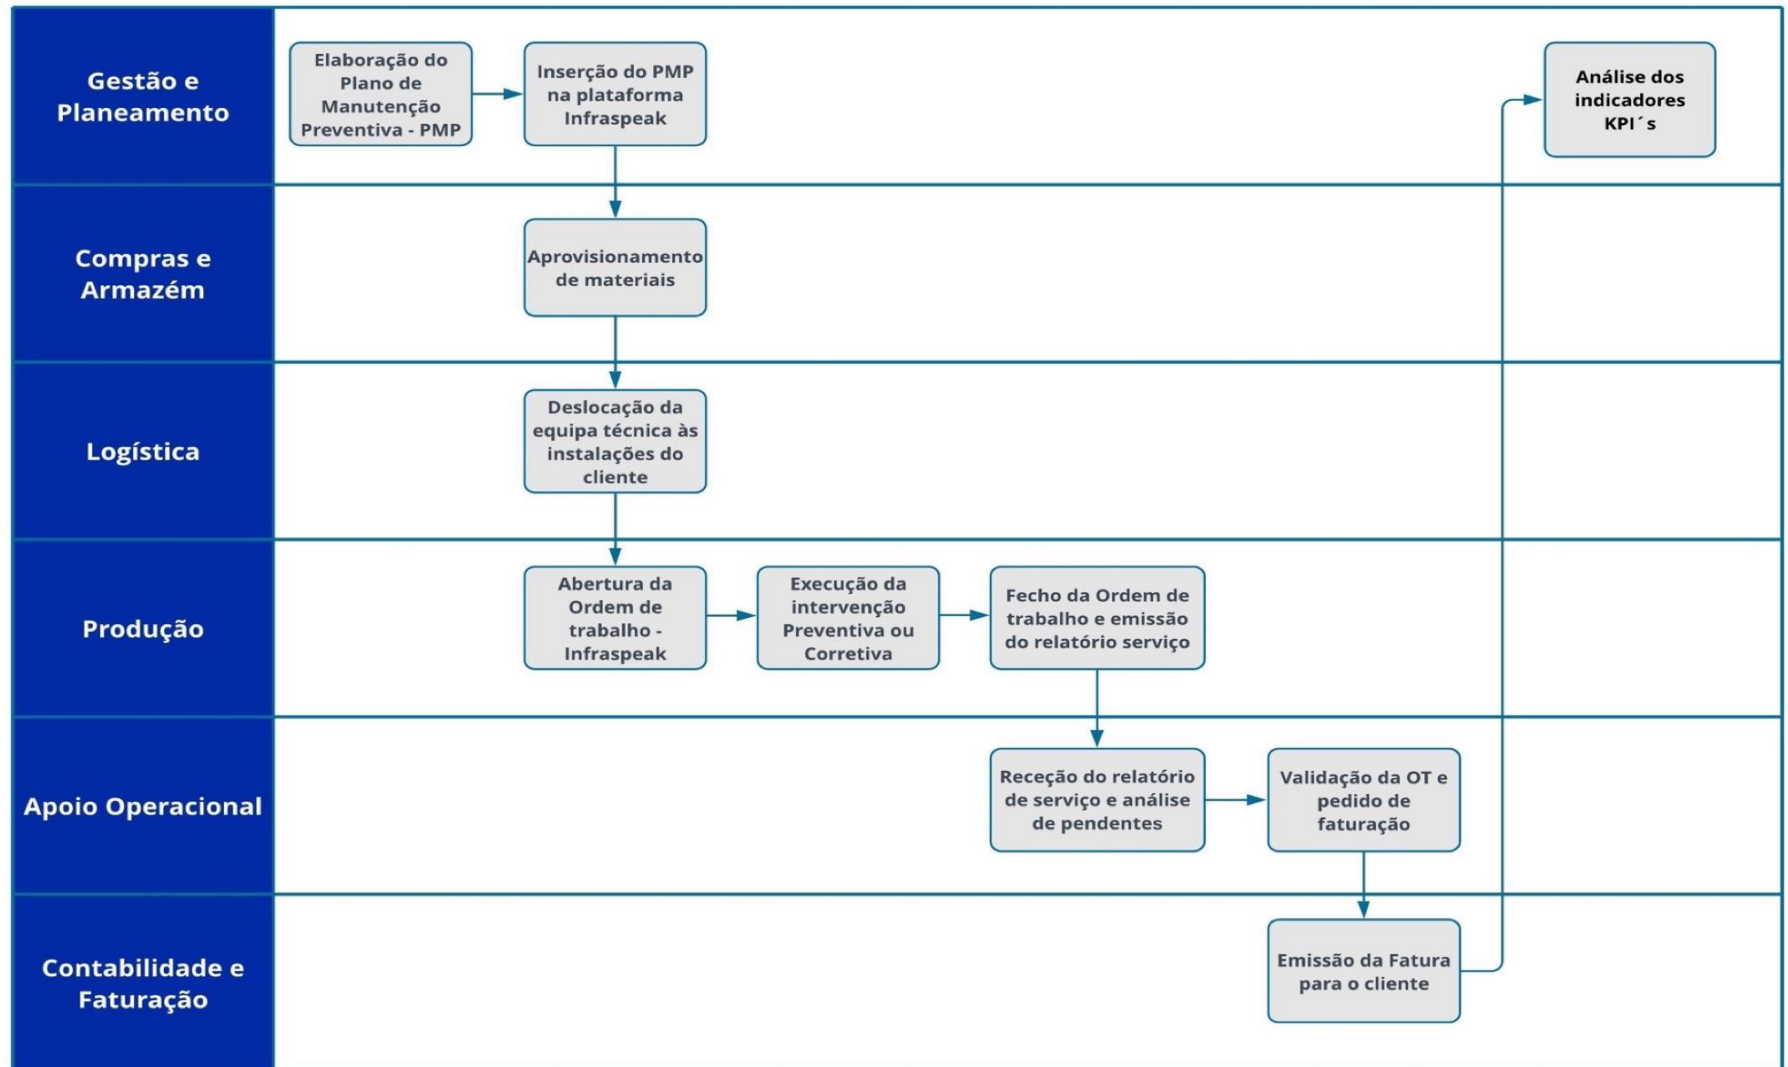 Gestão e
Planeamento
Elaboração do
Plano de
Manutenção
Preventiva - PMP
Inserção do PMP
na plataforma
Infraspeak
Análise dos
indicadores
KPI´s
Compras e
Armazém
Aprovisionamento
de materiais
Logística
Deslocação da
equipa técnica às
instalações do
cliente
Produção
Abertura da
Ordem de
trabalho -
Infraspeak
Execução da
intervenção
Preventiva ou
Corretiva
Fecho da Ordem de
trabalho e emissão
do relatório serviço
Apoio Operacional
Receção do relatório
de serviço e análise
de pendentes
Validação da OT e
pedido de
faturação
Contabilidade e
Faturação
Emissão da Fatura
para o cliente